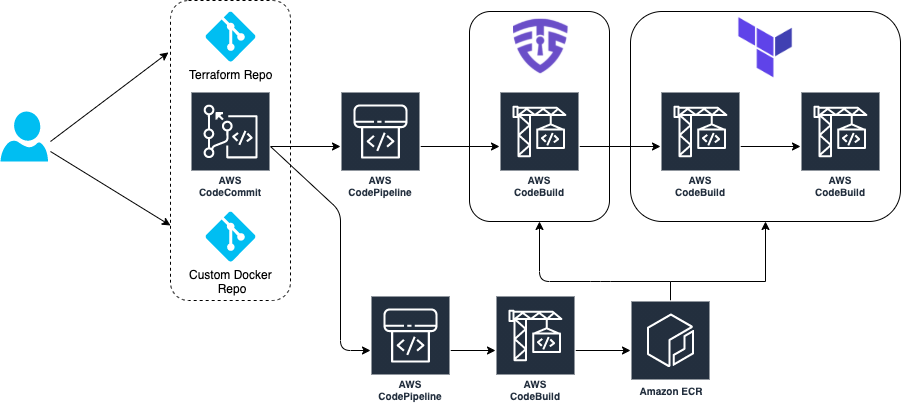 Terraform Repo
AWS
CodeCommit
Custom Docker
Repo
AWS
CodePipeline
AWS
CodeBuild
AWS
CodeBuild
AWS
CodeBuild
AWS
CodePipeline
AWS
CodeBuild
Amazon ECR